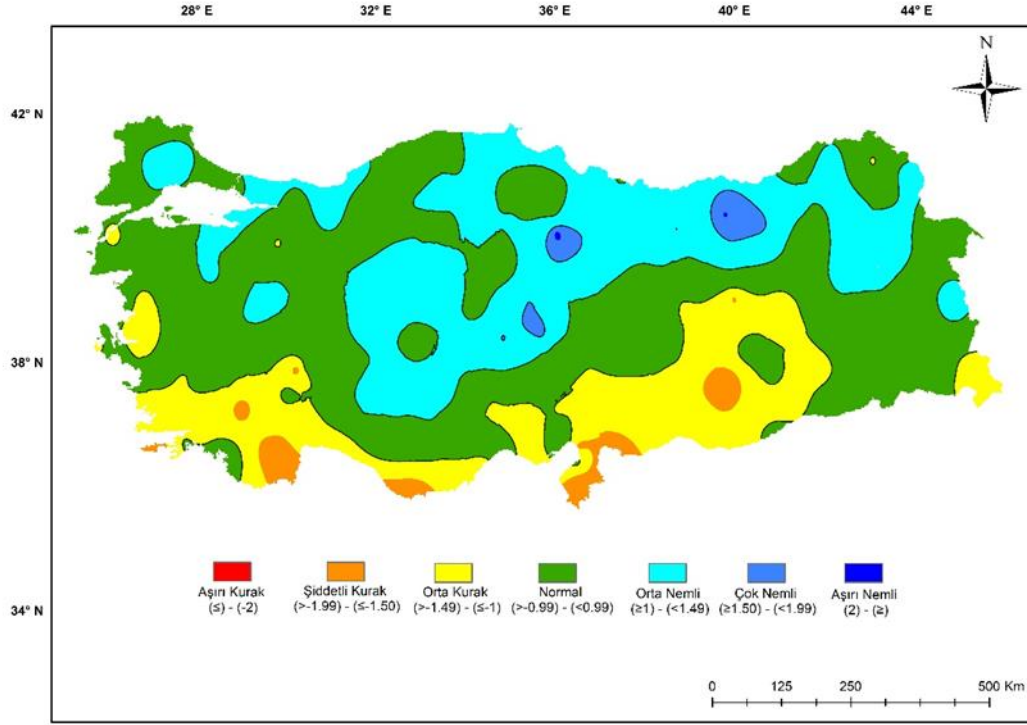 28° E 32° E 36° E 40° E 44° E
N
42° N
38° N
34° N
Aşırı Kurak
(≤) - (-2)
Şiddetli Kurak
(>-1.99) - (≤-1.50)
Orta Kurak
(>-1.49) - (≤-1)
Normal
(>-0.99) - (<0.99)
Orta Nemli
(≥1) - (<1.49)
Çok Nemli
(≥1.50) - (<1.99)
Aşırı Nemli
(2) - (≥)
0 125 250 500 Km